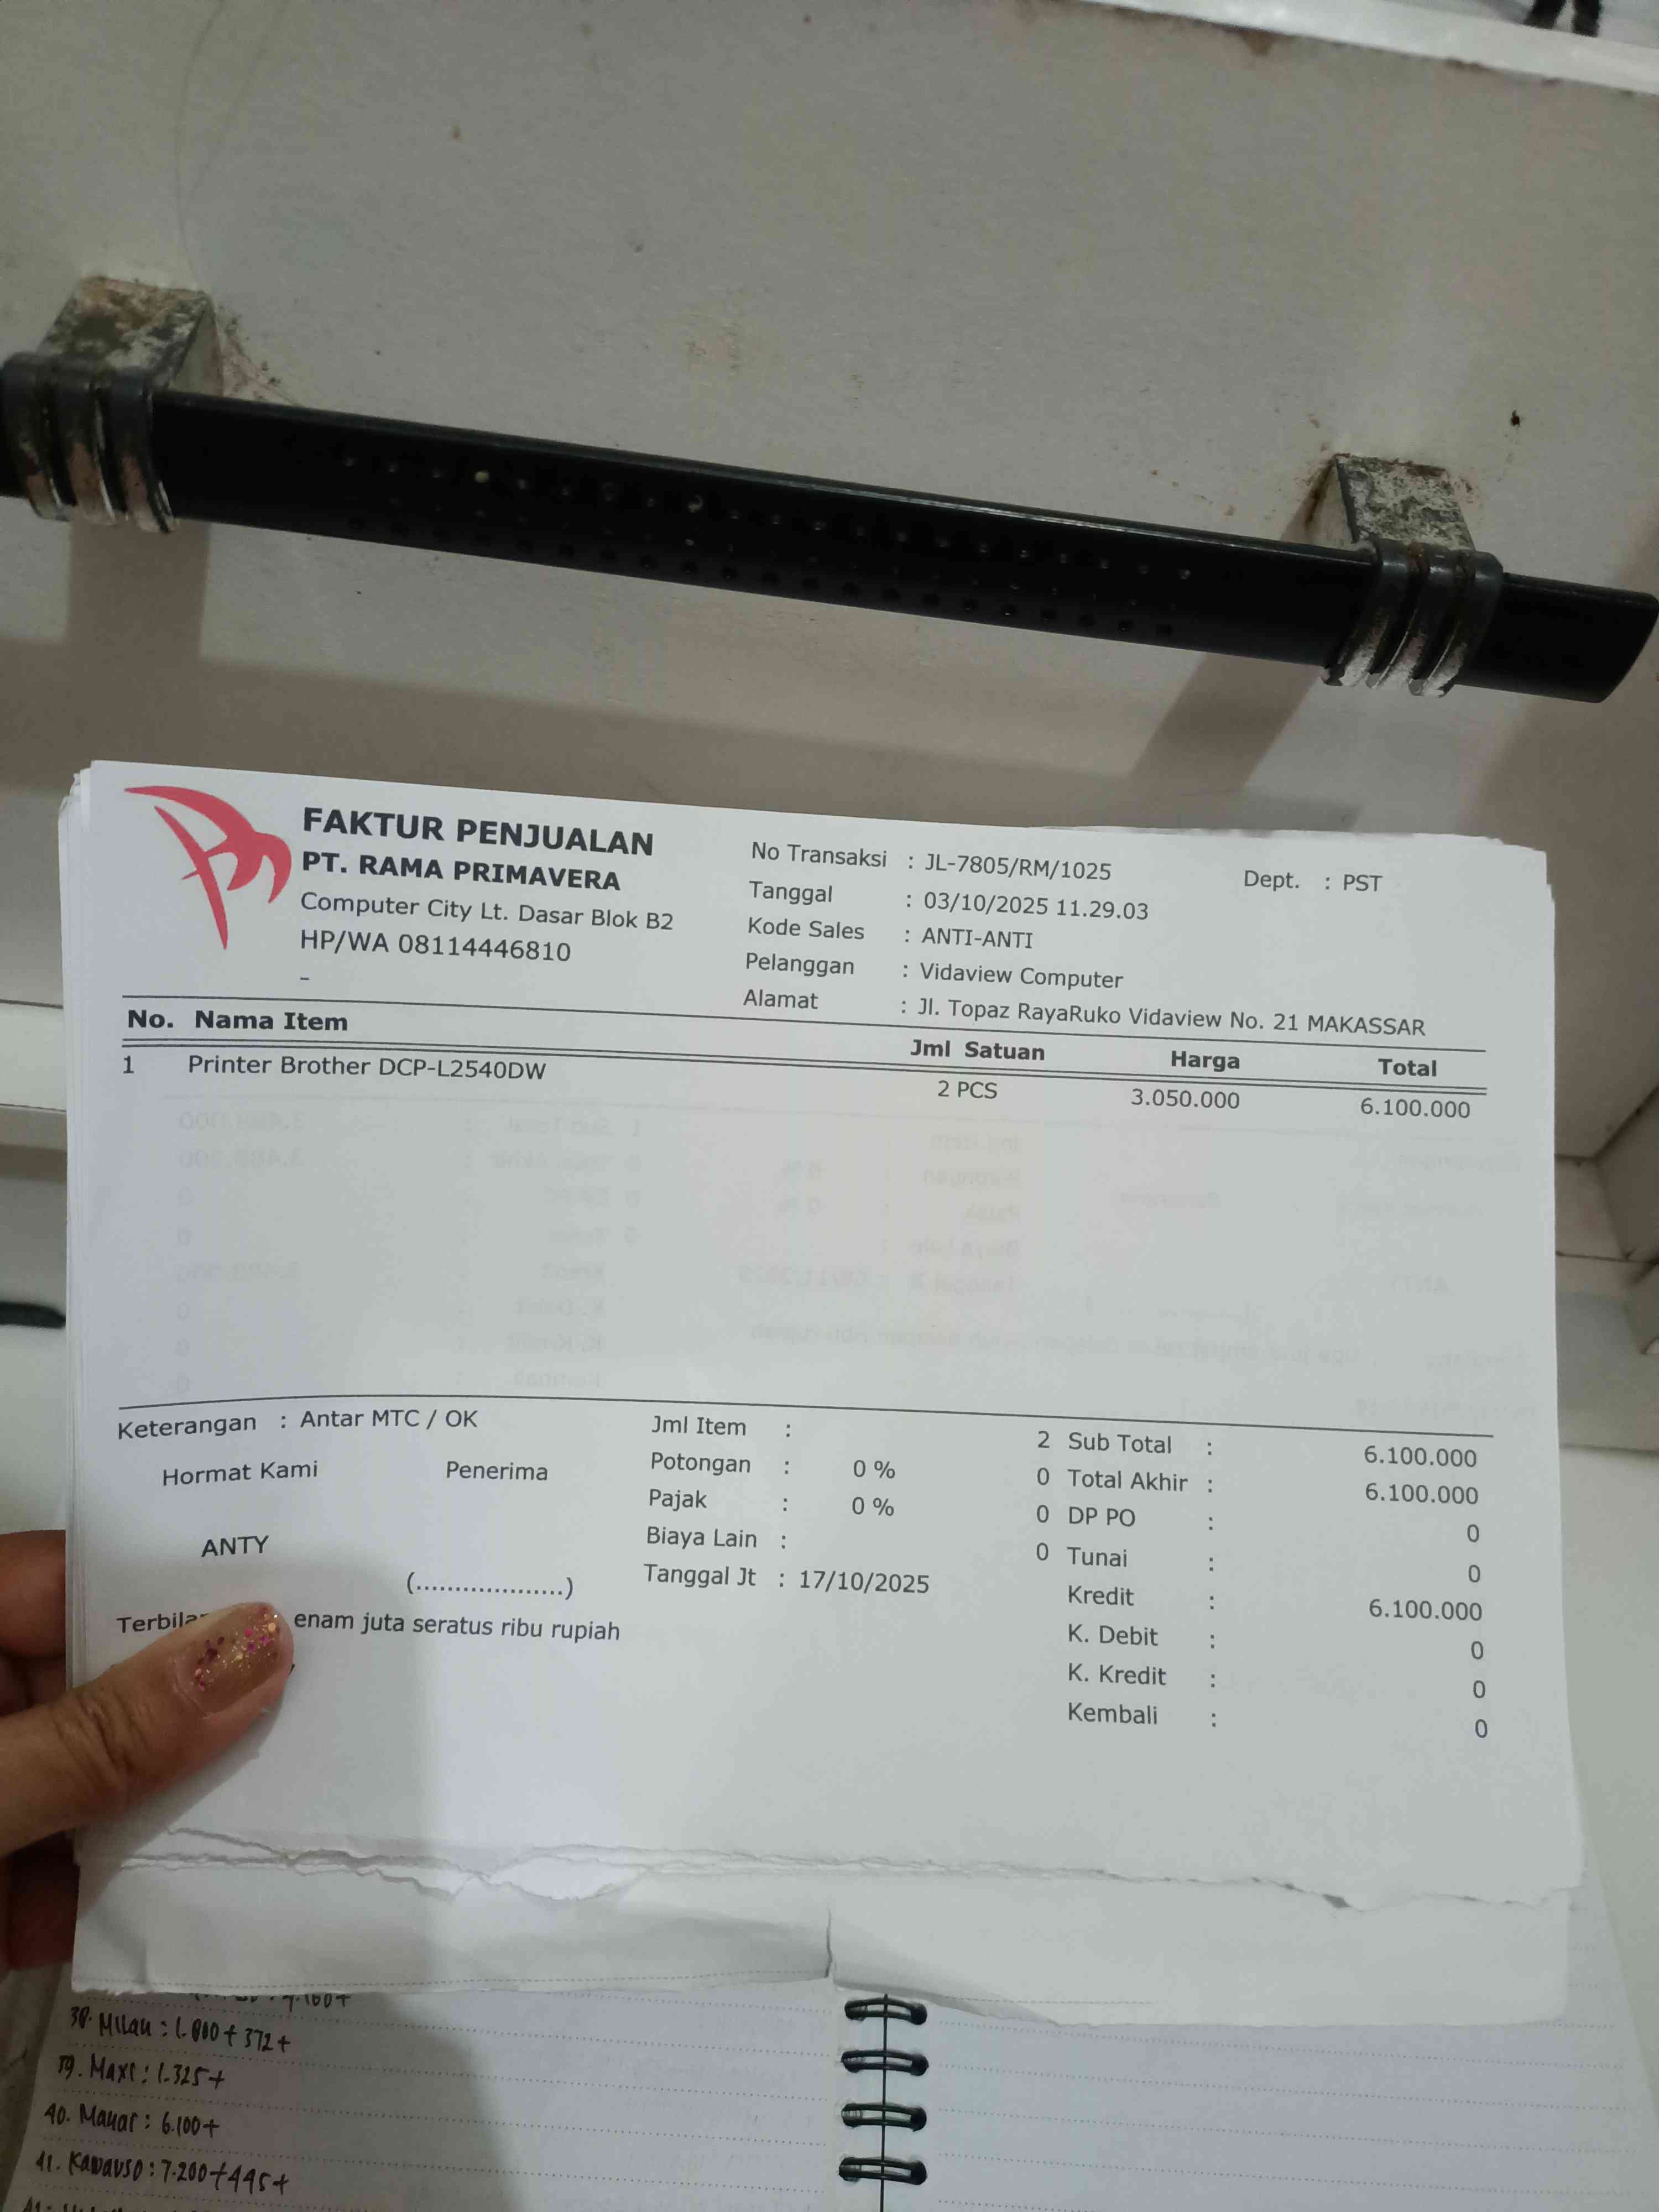 FAKTUR PENJUALAN
PT. RAMA PRIMAVERA
Computer City Lt. Dasar Blok B2
HP/WA 08114446810
-
No Transaksi : JL-7805/RM/1025 Dept. : PST
Tanggal : 03/10/2025 11.29.03
Kode Sales : ANTI-ANTI
Pelanggan : Vidaview Computer
Alamat : Jl. Topaz RayaRuko Vidaview No. 21 MAKASSAR
No. Nama Item Jml Satuan Harga Total
1 Printer Brother DCP-L2540DW 2 PCS 3.050.000 6.100.000
Keterangan : Antar MTC / OK
Hormat Kami Penerima
ANTY
(...................)
enam juta seratus ribu rupiah
Jml Item : 2
Potongan : 0 % 0
Pajak : 0 % 0
Biaya Lain : 0
Tanggal Jt : 17/10/2025
Sub Total : 6.100.000
Total Akhir : 6.100.000
DP PO : 0
Tunai : 0
Kredit : 6.100.000
K. Debit : 0
K. Kredit : 0
Kembali : 0
38. Milau : 1.800+372+
39. Maxi : 1.325+
40. Mauar : 6.100+
41. : 7.200+445+